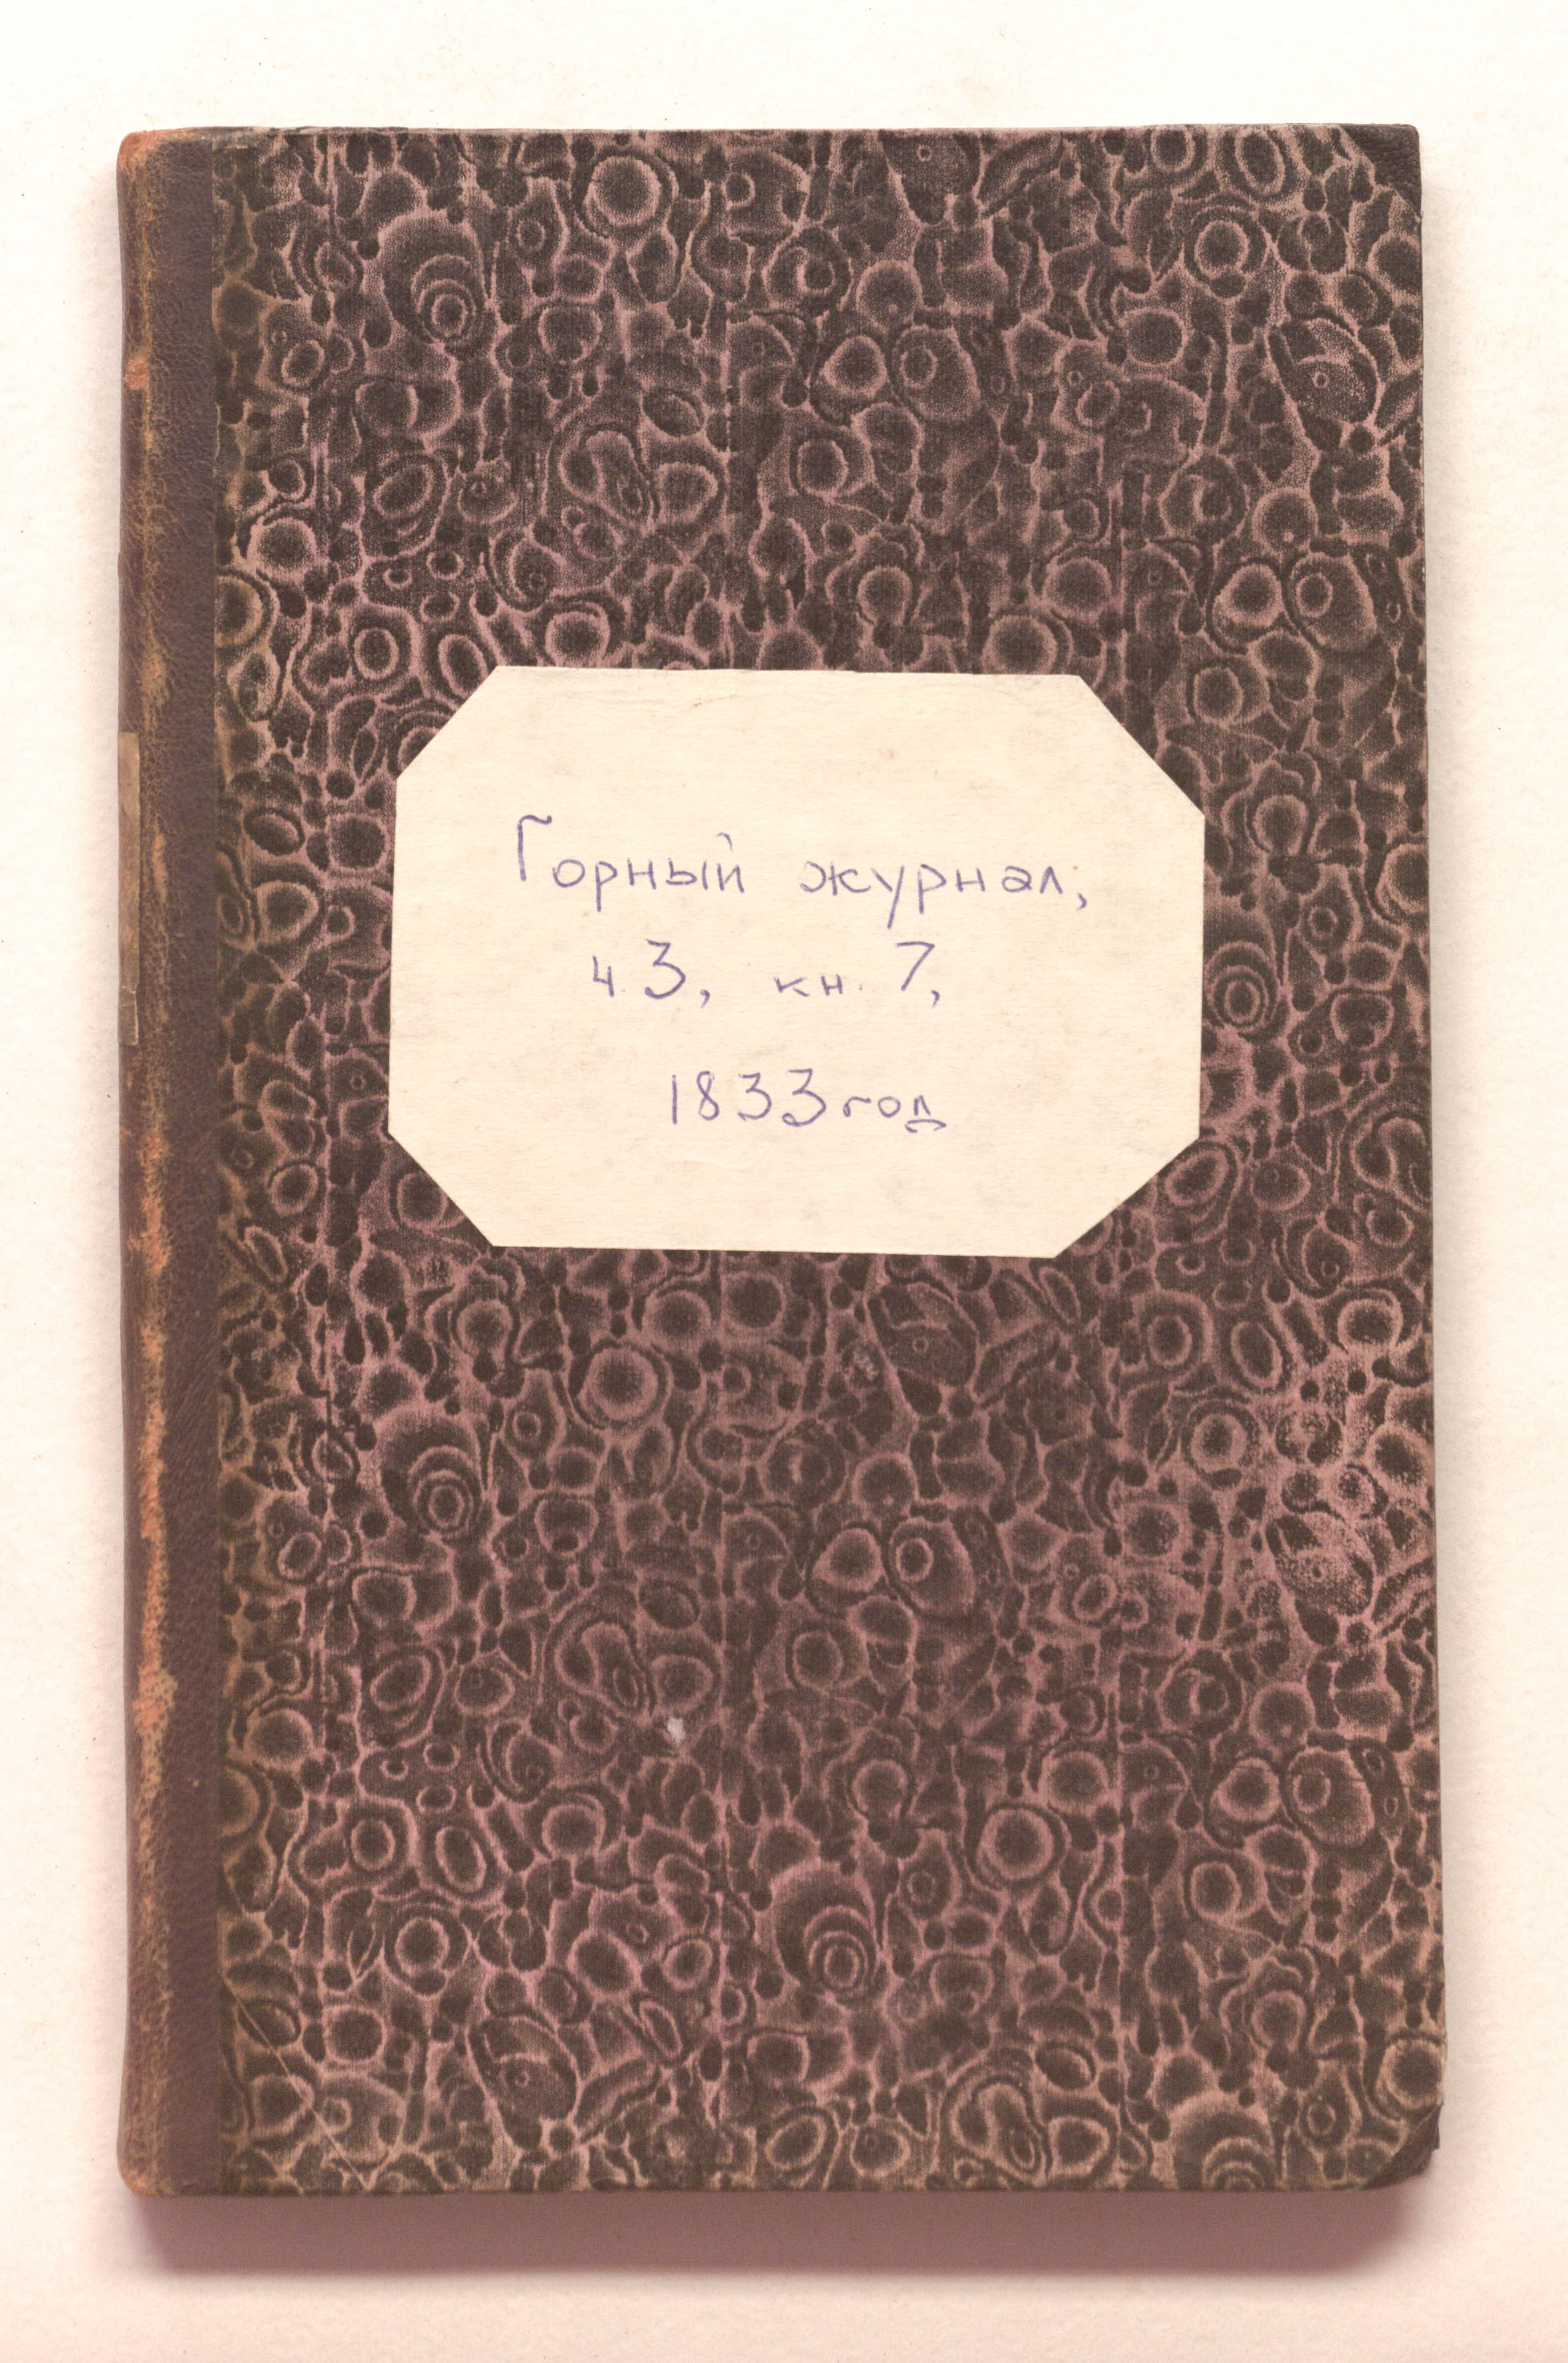 Горный журнал,
ч. 3, кн. 7,
1833 год